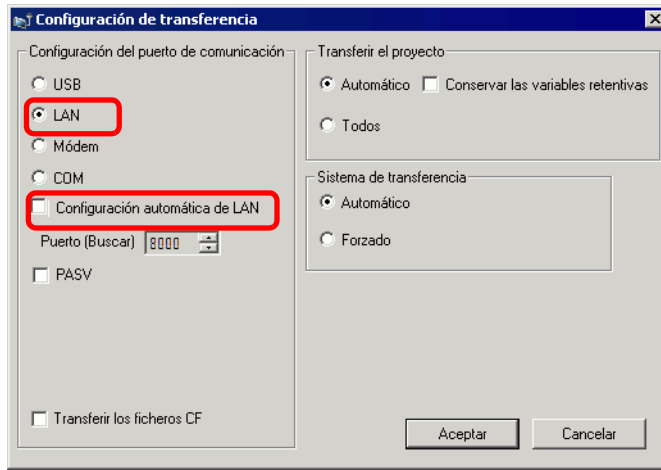 Configuración de transferencia
Configuración del puerto de comunicación
USB
LAN
Módem
COM
Configuración automática de LAN
Puerto (Buscar) 8000
PASV
Transferir los ficheros CF
Transferir el proyecto
Automático Conservar las variables retentivas
Todos
Sistema de transferencia
Automático
Forzado
Aceptar Cancelar